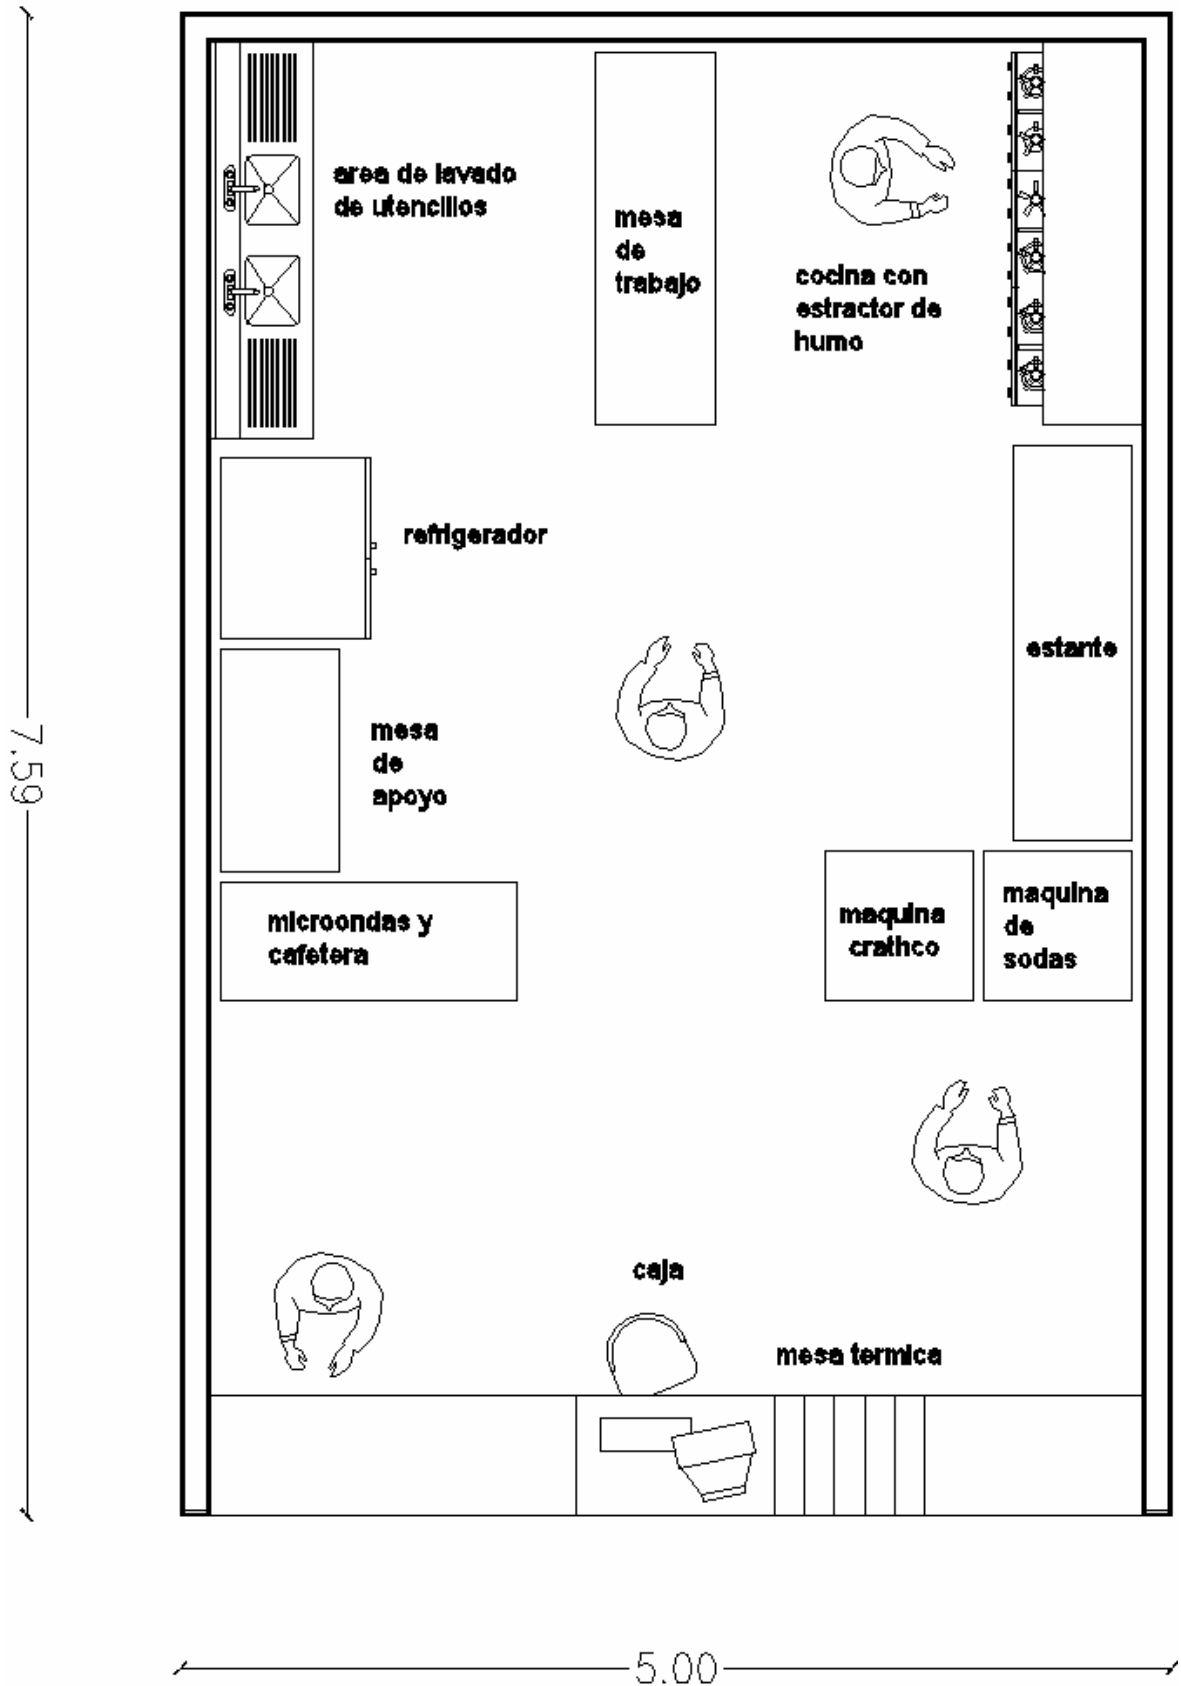 area de lavado
de utencillos
mesa
de
trabajo
cocina con
estractor de
humo
refrigerador
estante
mesa
de
apoyo
7.59
microondas y
cafetera
maquina
crathco
maquina
de
sodas
caja
mesa termica
5.00